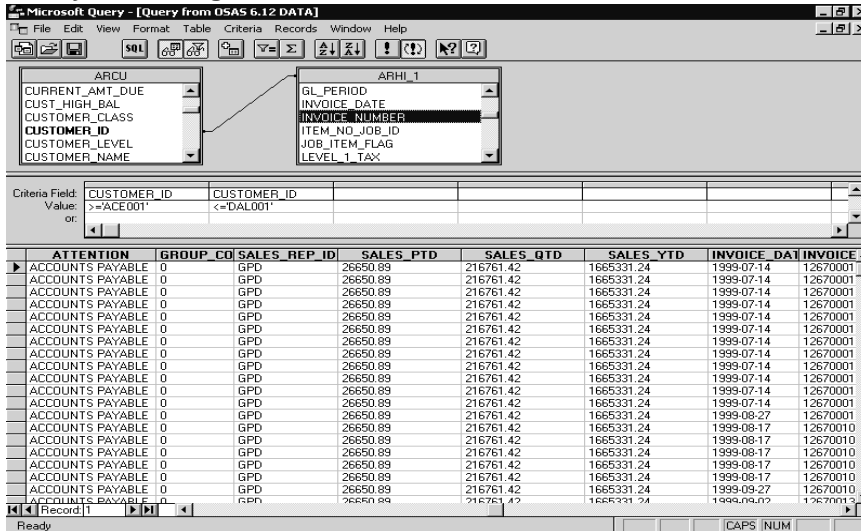 Microsoft Query - [Query from OSAS 6.12 DATA]
File Edit View Format Table Criteria Records Window Help
SQL
ARCU
CURRENT_AMT_DUE
CUST_HIGH_BAL
CUSTOMER_CLASS
CUSTOMER_ID
CUSTOMER_LEVEL
CUSTOMER_NAME
ARHI_1
GL_PERIOD
INVOICE_DATE
INVOICE_NUMBER
ITEM_NO_JOB_ID
JOB_ITEM_FLAG
LEVEL_1_TAX
Criteria Field: CUSTOMER_ID CUSTOMER_ID
Value: >='ACE001' <='DAL001'
or:
ATTENTION GROUP_CO SALES_REP_ID SALES_PTD SALES_QTD SALES_YTD INVOICE_DAT INVOICE
ACCOUNTS PAYABLE 0 GPD 26650.89 216761.42 1665331.24 1999-07-14 12670001
ACCOUNTS PAYABLE 0 GPD 26650.89 216761.42 1665331.24 1999-07-14 12670001
ACCOUNTS PAYABLE 0 GPD 26650.89 216761.42 1665331.24 1999-07-14 12670001
ACCOUNTS PAYABLE 0 GPD 26650.89 216761.42 1665331.24 1999-07-14 12670001
ACCOUNTS PAYABLE 0 GPD 26650.89 216761.42 1665331.24 1999-07-14 12670001
ACCOUNTS PAYABLE 0 GPD 26650.89 216761.42 1665331.24 1999-07-14 12670001
ACCOUNTS PAYABLE 0 GPD 26650.89 216761.42 1665331.24 1999-07-14 12670001
ACCOUNTS PAYABLE 0 GPD 26650.89 216761.42 1665331.24 1999-07-14 12670001
ACCOUNTS PAYABLE 0 GPD 26650.89 216761.42 1665331.24 1999-07-14 12670001
ACCOUNTS PAYABLE 0 GPD 26650.89 216761.42 1665331.24 1999-07-14 12670001
ACCOUNTS PAYABLE 0 GPD 26650.89 216761.42 1665331.24 1999-07-14 12670001
ACCOUNTS PAYABLE 0 GPD 26650.89 216761.42 1665331.24 1999-07-14 12670001
ACCOUNTS PAYABLE 0 GPD 26650.89 216761.42 1665331.24 1999-08-27 12670001
ACCOUNTS PAYABLE 0 GPD 26650.89 216761.42 1665331.24 1999-08-17 12670010
ACCOUNTS PAYABLE 0 GPD 26650.89 216761.42 1665331.24 1999-08-17 12670010
ACCOUNTS PAYABLE 0 GPD 26650.89 216761.42 1665331.24 1999-08-17 12670010
ACCOUNTS PAYABLE 0 GPD 26650.89 216761.42 1665331.24 1999-08-17 12670010
ACCOUNTS PAYABLE 0 GPD 26650.89 216761.42 1665331.24 1999-09-27 12670010
ACCOUNTS PAYABLE 0 GPD 26650.89 216761.42 1665331.24 1999-09-02 12670013
Record: 1
Ready CAPS NUM